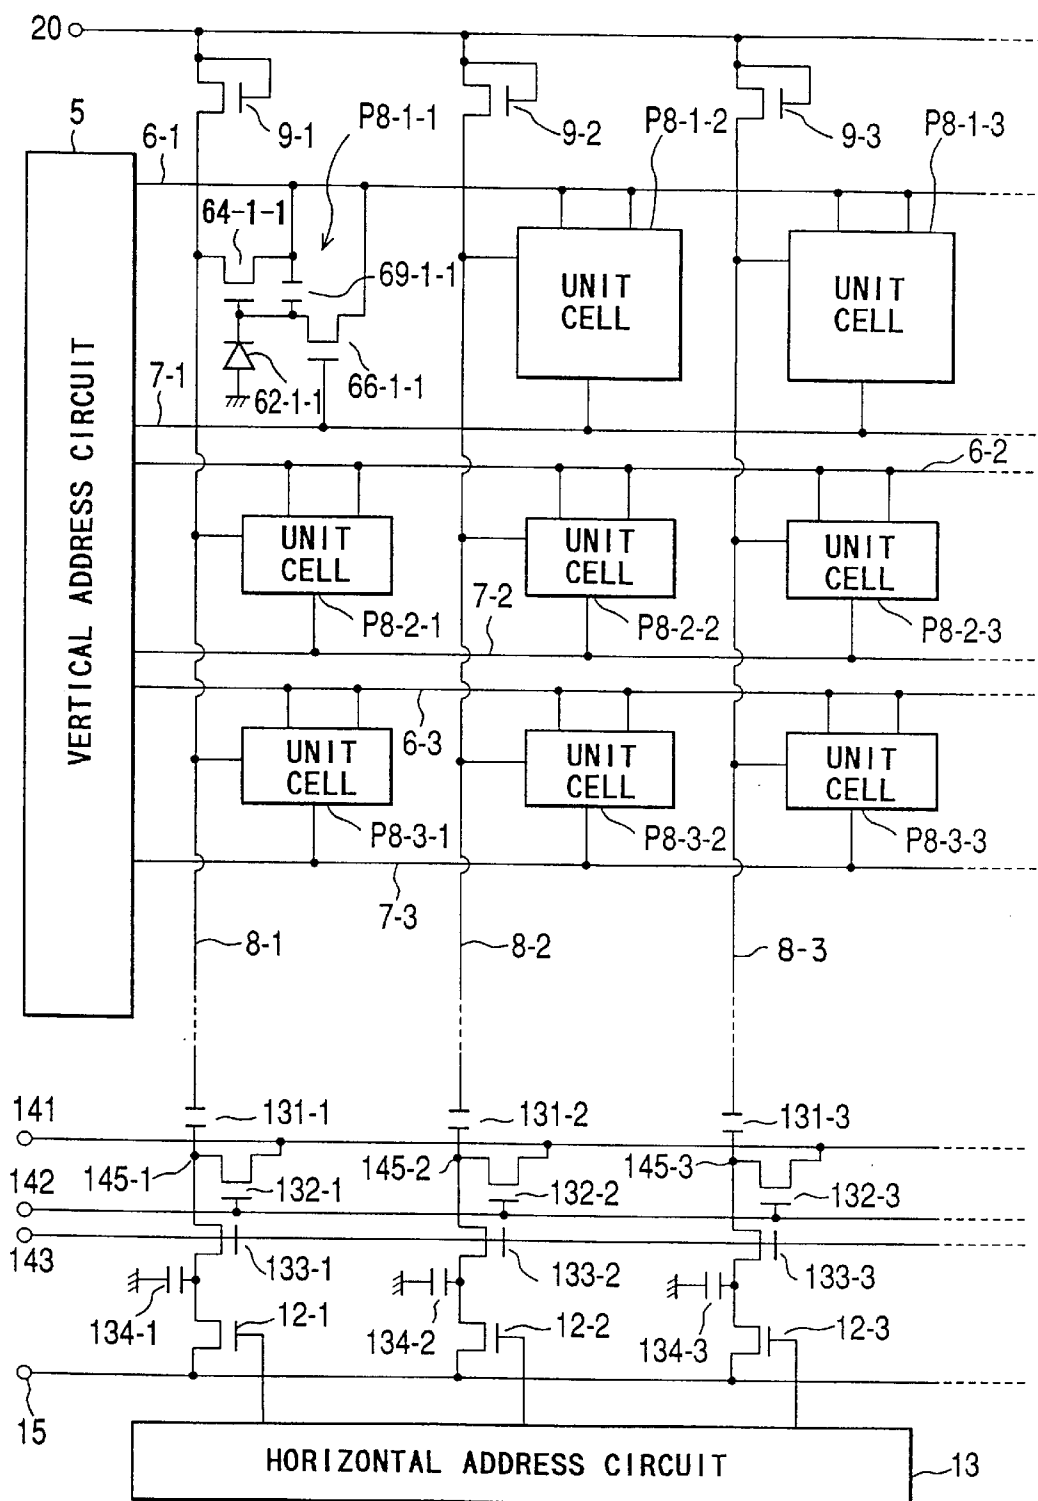 20
5
9-1
P8-1-1
9-2
P8-1-2
9-3
P8-1-3
6-1
64-1-1
69-1-1
UNIT
CELL
UNIT
CELL
7-1
62-1-1
66-1-1
6-2
VERTICAL ADDRESS CIRCUIT
UNIT
CELL
UNIT
CELL
UNIT
CELL
P8-2-1
7-2
P8-2-2
P8-2-3
6-3
UNIT
CELL
UNIT
CELL
UNIT
CELL
P8-3-1
P8-3-2
P8-3-3
7-3
8-1
8-2
8-3
141
131-1
131-2
131-3
145-1
145-2
145-3
142
132-1
132-2
132-3
143
133-1
133-2
133-3
134-1
12-1
134-2
12-2
134-3
12-3
15
HORIZONTAL ADDRESS CIRCUIT
13